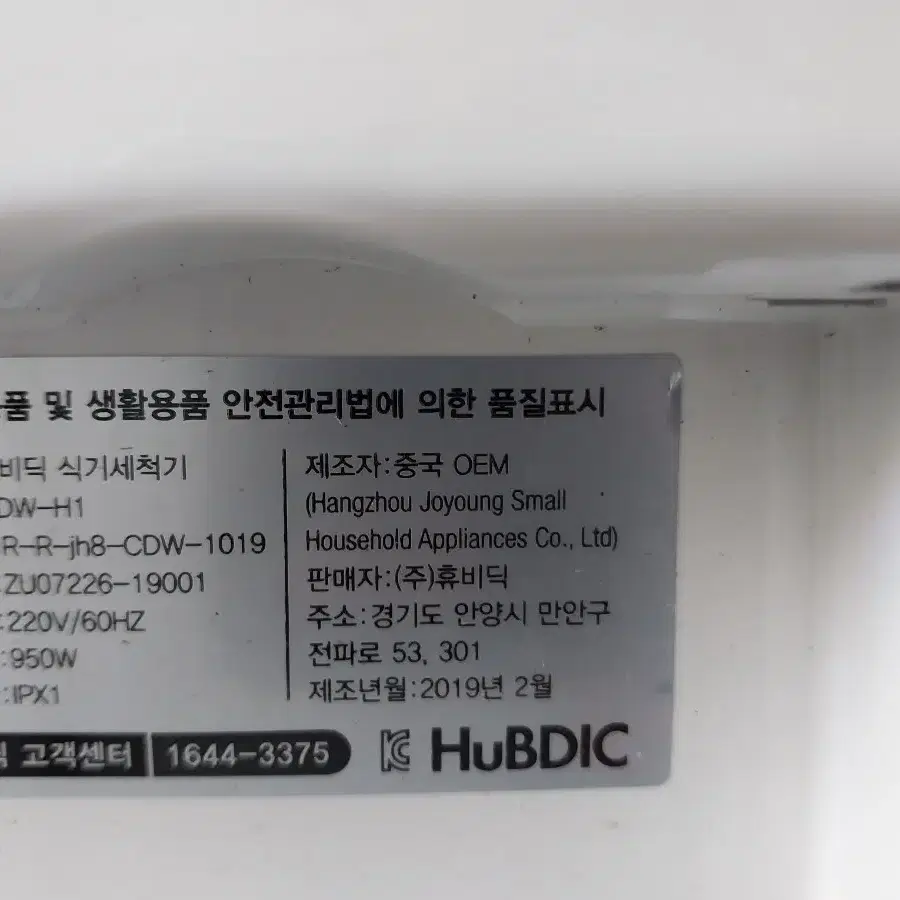 품 및 생활용품 안전관리법에 의한 품질표시
비딕 식기세척기
DW-H1
R-R-jh8-CDW-1019
:ZU07226-19001
:220V/60HZ
:950W
:IPX1
제조자:중국 OEM
(Hangzhou Joyoung Small
Household Appliances Co., Ltd)
판매자:(주)휴비딕
주소:경기도 안양시 만안구
전파로 53, 301
제조년월:2019년 2월
고객센터 1644-3375
KC HuBDIC